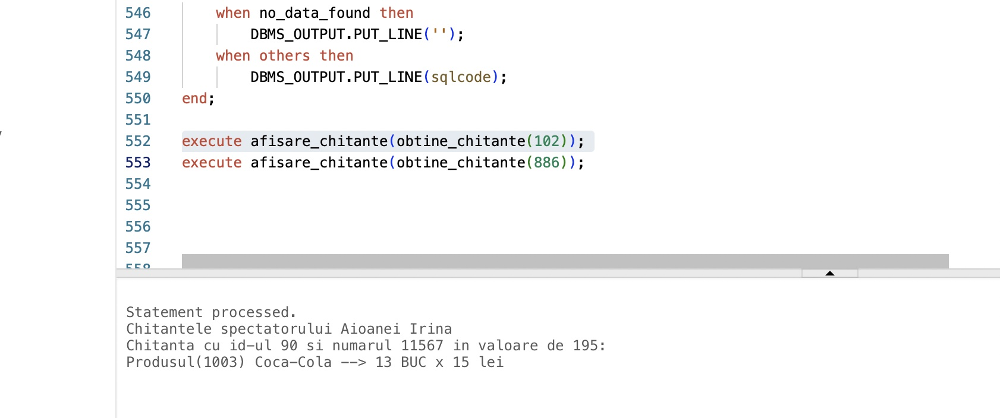 546 when no_data_found then
547 DBMS_OUTPUT.PUT_LINE('');
548 when others then
549 DBMS_OUTPUT.PUT_LINE(sqlcode);
550 end;
551
552 execute afisare_chitante(obtine_chitante(102));
553 execute afisare_chitante(obtine_chitante(886));
554
555
556
557
558
Statement processed.
Chitantele spectatorului Aioanei Irina
Chitanta cu id-ul 90 si numarul 11567 in valoare de 195:
Produsul(1003) Coca-Cola --> 13 BUC x 15 lei